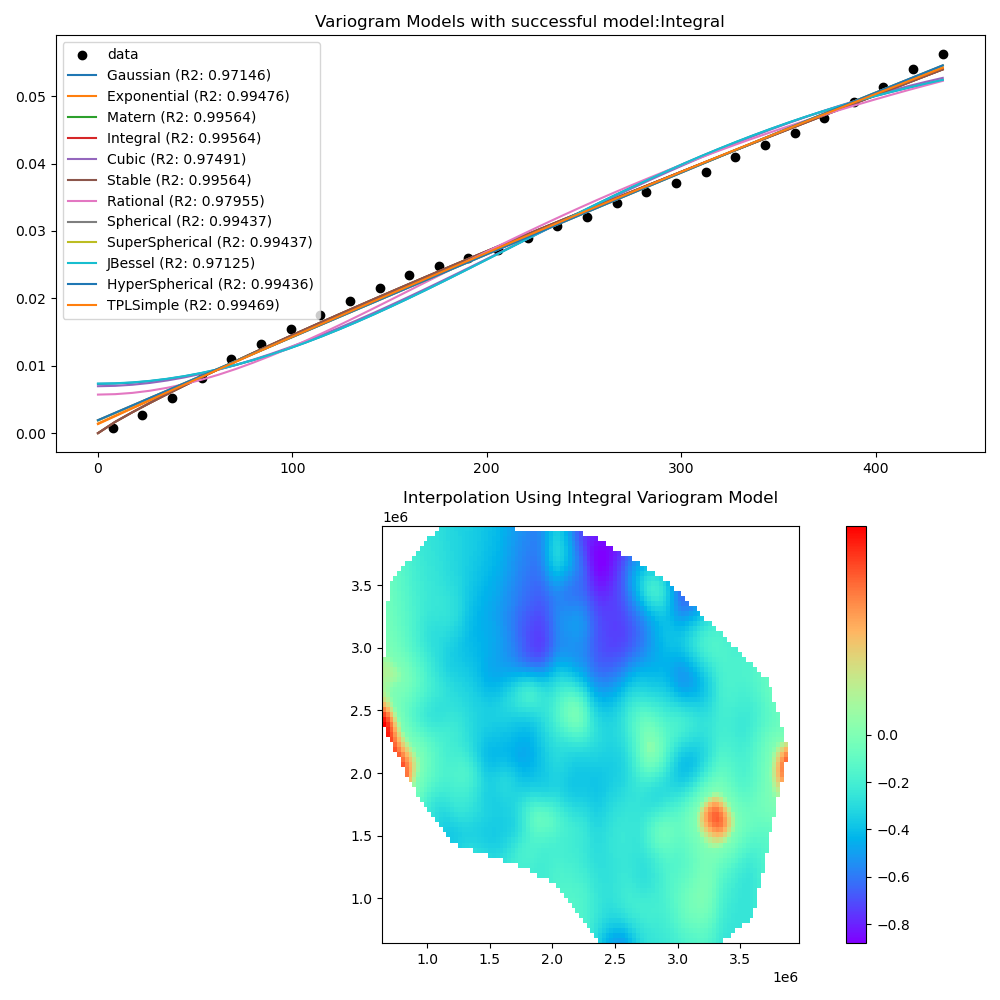 Variogram Models with successful model:Integral
data
Gaussian (R2: 0.97146)
Exponential (R2: 0.99476)
Matern (R2: 0.99564)
Integral (R2: 0.99564)
Cubic (R2: 0.97491)
Stable (R2: 0.99564)
Rational (R2: 0.97955)
Spherical (R2: 0.99437)
SuperSpherical (R2: 0.99437)
JBessel (R2: 0.97125)
HyperSpherical (R2: 0.99436)
TPLSimple (R2: 0.99469)
0.05
0.04
0.03
0.02
0.01
0.00
0 100 200 300 400
Interpolation Using Integral Variogram Model
1e6
3.5
3.0
2.5
2.0
1.5
1.0
1.0 1.5 2.0 2.5 3.0 3.5
1e6
0.0
−0.2
−0.4
−0.6
−0.8